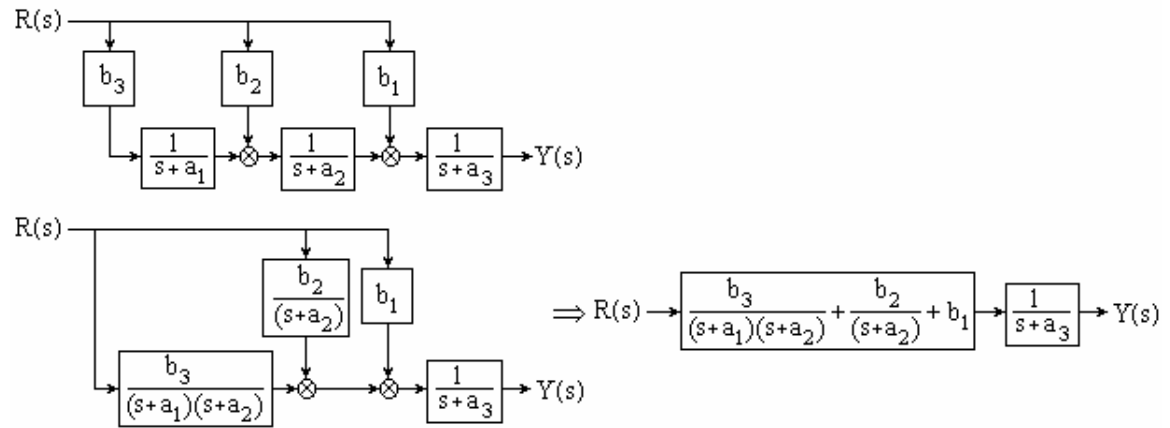 R(s)
b₃ b₂ b₁
1/(s+a₁) 1/(s+a₂) 1/(s+a₃) Y(s)
R(s)
b₂/(s+a₂) b₁
b₃/((s+a₁)(s+a₂)) 1/(s+a₃) Y(s)
⇒ R(s) b₃/((s+a₁)(s+a₂)) + b₂/(s+a₂) + b₁ 1/(s+a₃) Y(s)